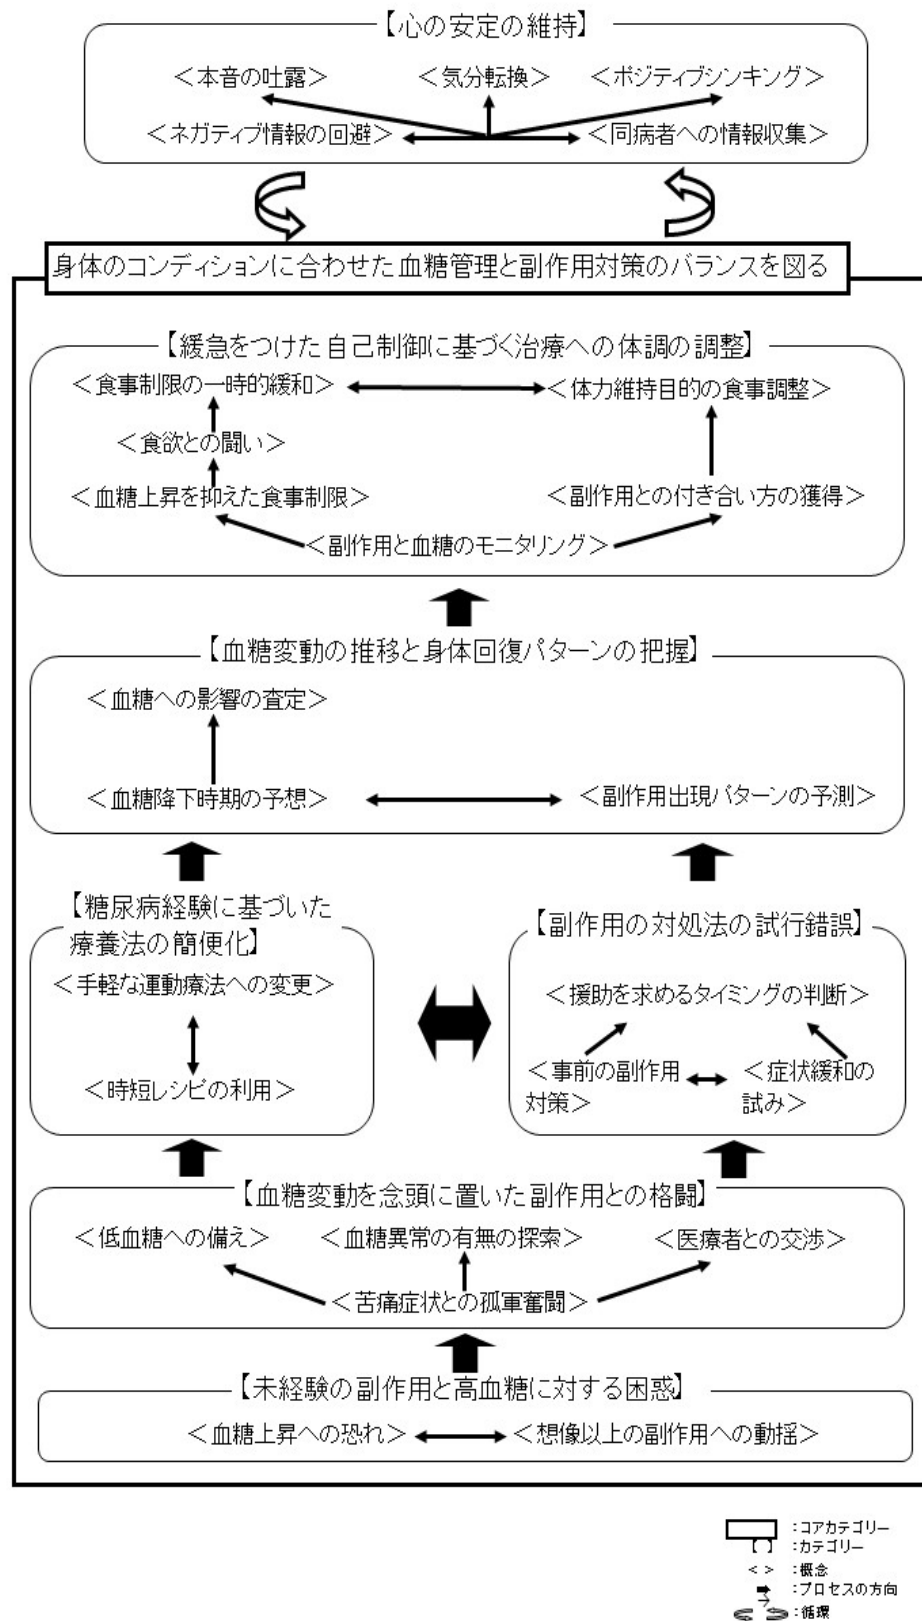 【心の安定の維持】
＜本音の吐露＞ ＜気分転換＞ ＜ポジティブシンキング＞
＜ネガティブ情報の回避＞ ＜同病者への情報収集＞
身体のコンディションに合わせた血糖管理と副作用対策のバランスを図る
【緩急をつけた自己制御に基づく治療への体調の調整】
＜食事制限の一時的緩和＞ ＜体力維持目的の食事調整＞
＜食欲との闘い＞
＜血糖上昇を抑えた食事制限＞ ＜副作用との付き合い方の獲得＞
＜副作用と血糖のモニタリング＞
【血糖変動の推移と身体回復パターンの把握】
＜血糖への影響の査定＞
＜血糖降下時期の予想＞ ＜副作用出現パターンの予測＞
【糖尿病経験に基づいた
療養法の簡便化】
＜手軽な運動療法への変更＞
＜時短レシピの利用＞
【副作用の対処法の試行錯誤】
＜援助を求めるタイミングの判断＞
＜事前の副作用
対策＞
＜症状緩和の
試み＞
【血糖変動を念頭に置いた副作用との格闘】
＜低血糖への備え＞ ＜血糖異常の有無の探索＞ ＜医療者との交渉＞
＜苦痛症状との孤軍奮闘＞
【未経験の副作用と高血糖に対する困惑】
＜血糖上昇への恐れ＞ ＜想像以上の副作用への動揺＞
：コアカテゴリー
【】：カテゴリー
＜＞：概念
：プロセスの方向
：循環